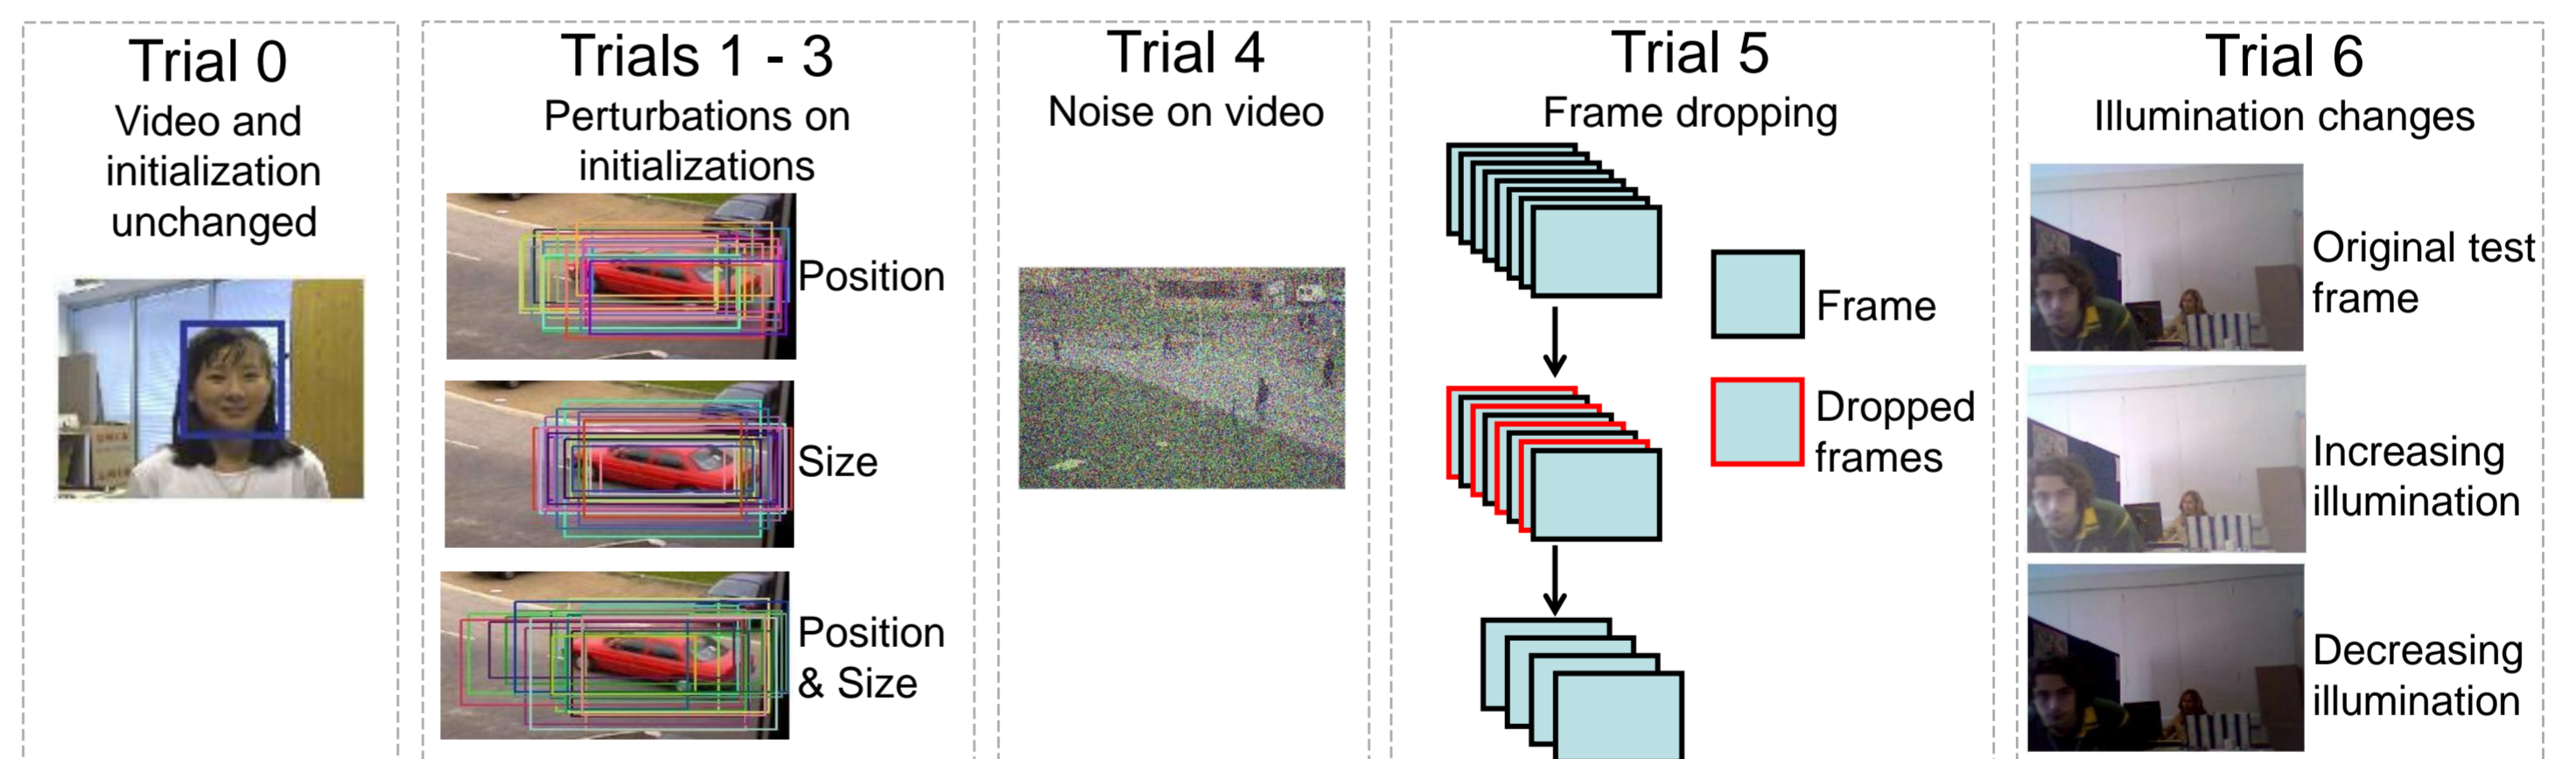 Trial 0
Video and
initialization
unchanged
Trials 1 - 3
Perturbations on
initializations
Position
Size
Position
& Size
Trial 4
Noise on video
Trial 5
Frame dropping
Frame
Dropped
frames
Trial 6
Illumination changes
Original test
frame
Increasing
illumination
Decreasing
illumination